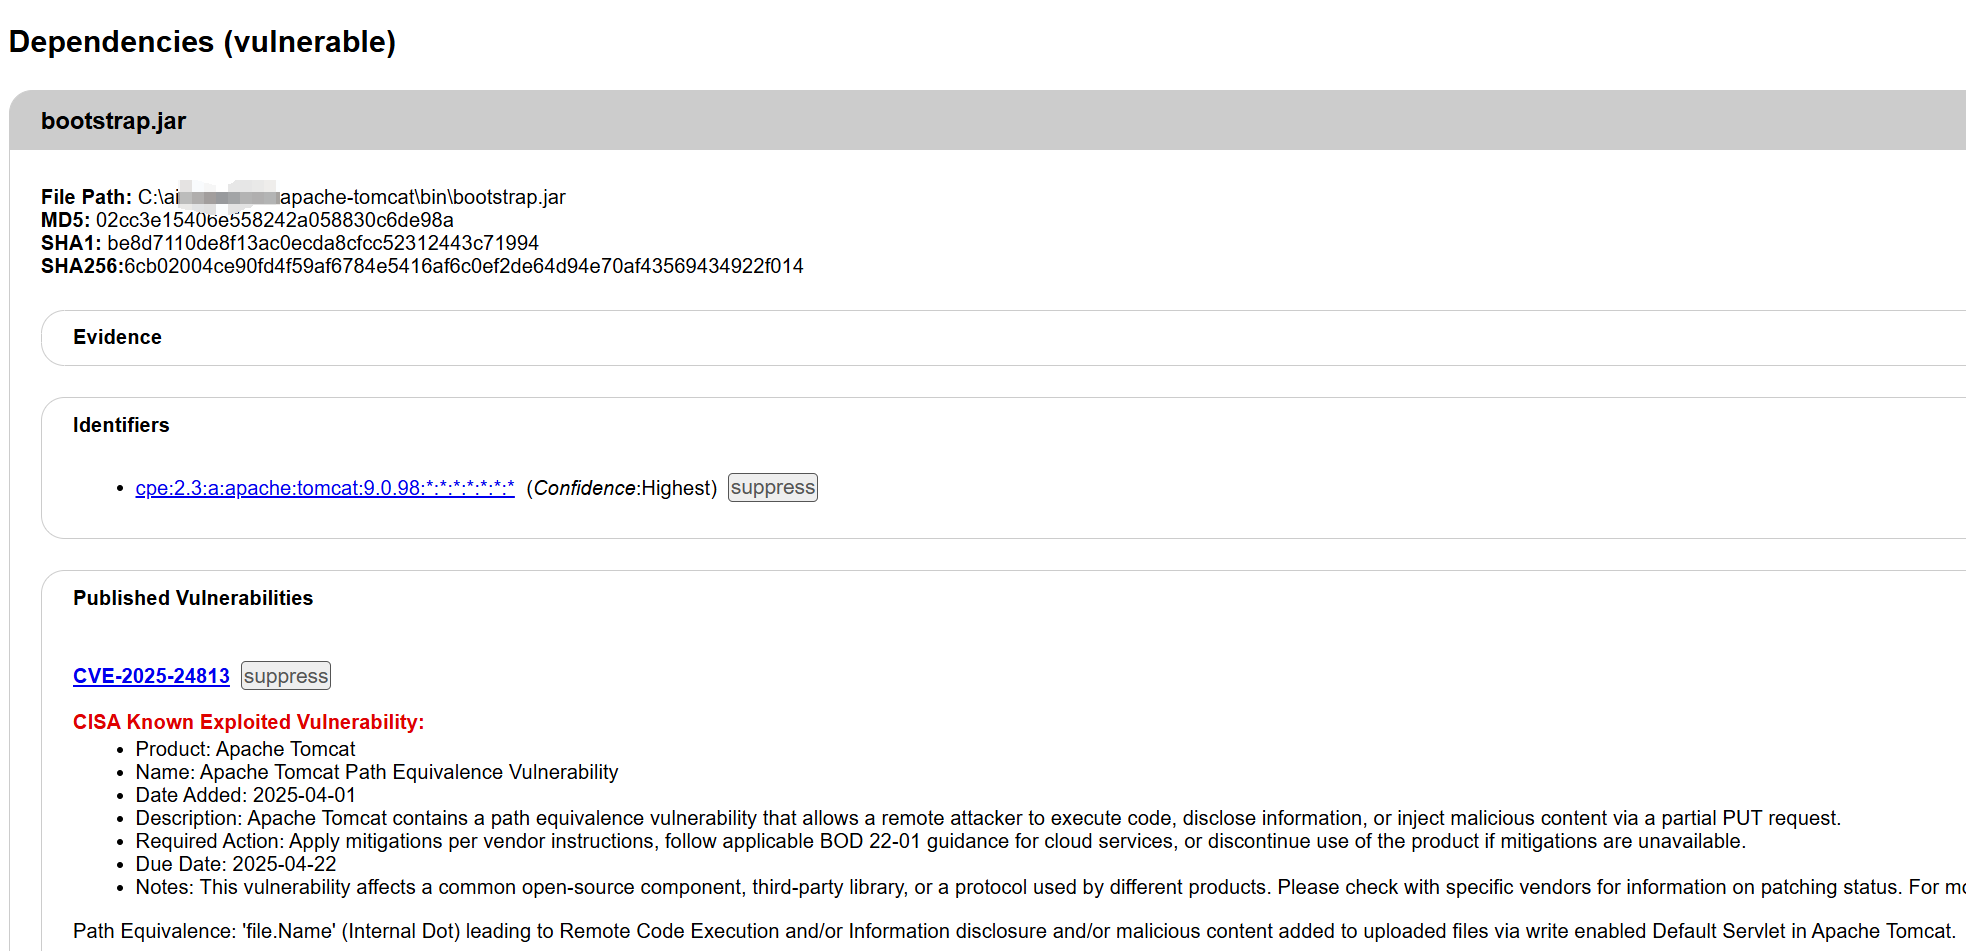 Dependencies (vulnerable)
bootstrap.jar
File Path: C:\ai apache-tomcat\bin\bootstrap.jar
MD5: 02cc3e15406e558242a058830c6de98a
SHA1: be8d7110de8f13ac0ecda8cfcc52312443c71994
SHA256:6cb02004ce90fd4f59af6784e5416af6c0ef2de64d94e70af43569434922f014
Evidence
Identifiers
• cpe:2.3:a:apache:tomcat:9.0.98:*:*:*:*:*:*:* (Confidence:Highest) suppress
Published Vulnerabilities
CVE-2025-24813 suppress
CISA Known Exploited Vulnerability:
• Product: Apache Tomcat
• Name: Apache Tomcat Path Equivalence Vulnerability
• Date Added: 2025-04-01
• Description: Apache Tomcat contains a path equivalence vulnerability that allows a remote attacker to execute code, disclose information, or inject malicious content via a partial PUT request.
• Required Action: Apply mitigations per vendor instructions, follow applicable BOD 22-01 guidance for cloud services, or discontinue use of the product if mitigations are unavailable.
• Due Date: 2025-04-22
• Notes: This vulnerability affects a common open-source component, third-party library, or a protocol used by different products. Please check with specific vendors for information on patching status. For
Path Equivalence: 'file.Name' (Internal Dot) leading to Remote Code Execution and/or Information disclosure and/or malicious content added to uploaded files via write enabled Default Servlet in Apache Tomcat.